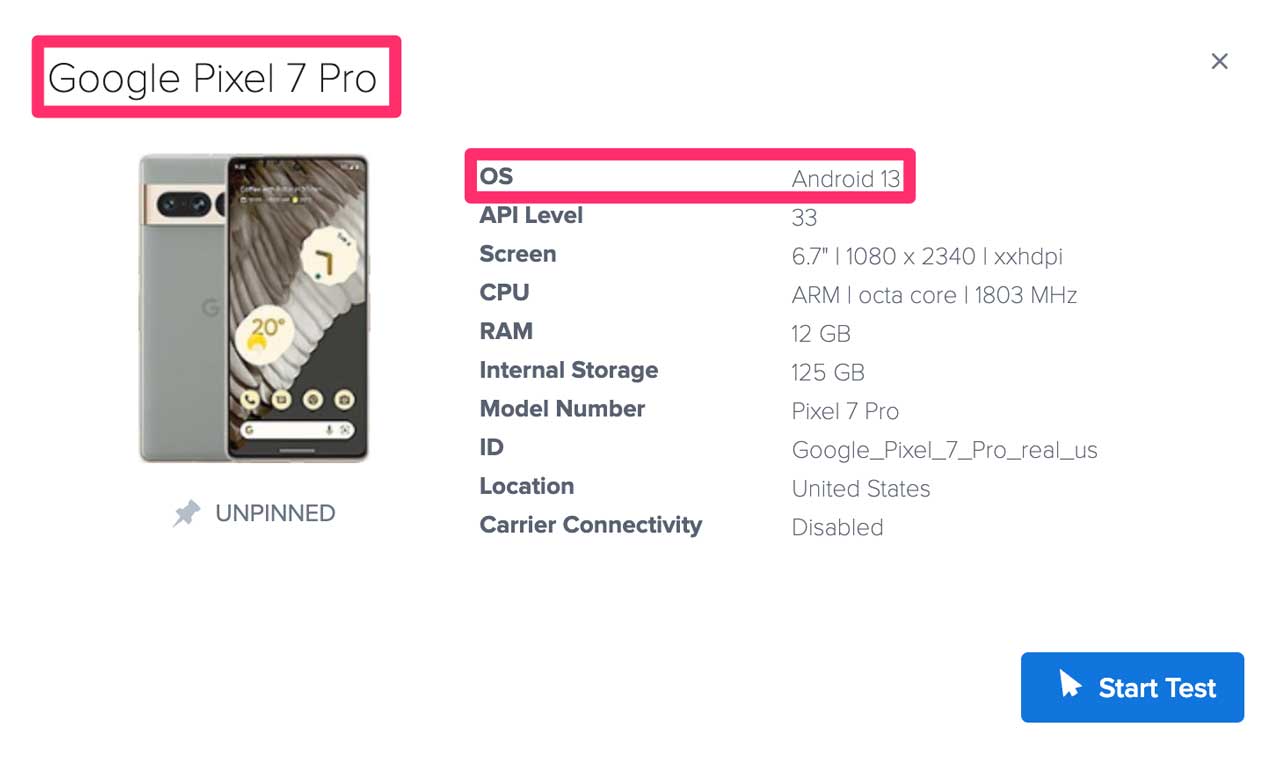 Google Pixel 7 Pro
OS Android 13
API Level 33
Screen 6.7" | 1080 x 2340 | xxhdpi
CPU ARM | octa core | 1803 MHz
RAM 12 GB
Internal Storage 125 GB
Model Number Pixel 7 Pro
ID Google_Pixel_7_Pro_real_us
Location United States
Carrier Connectivity Disabled
20°
G
G
UNPINNED
Start Test